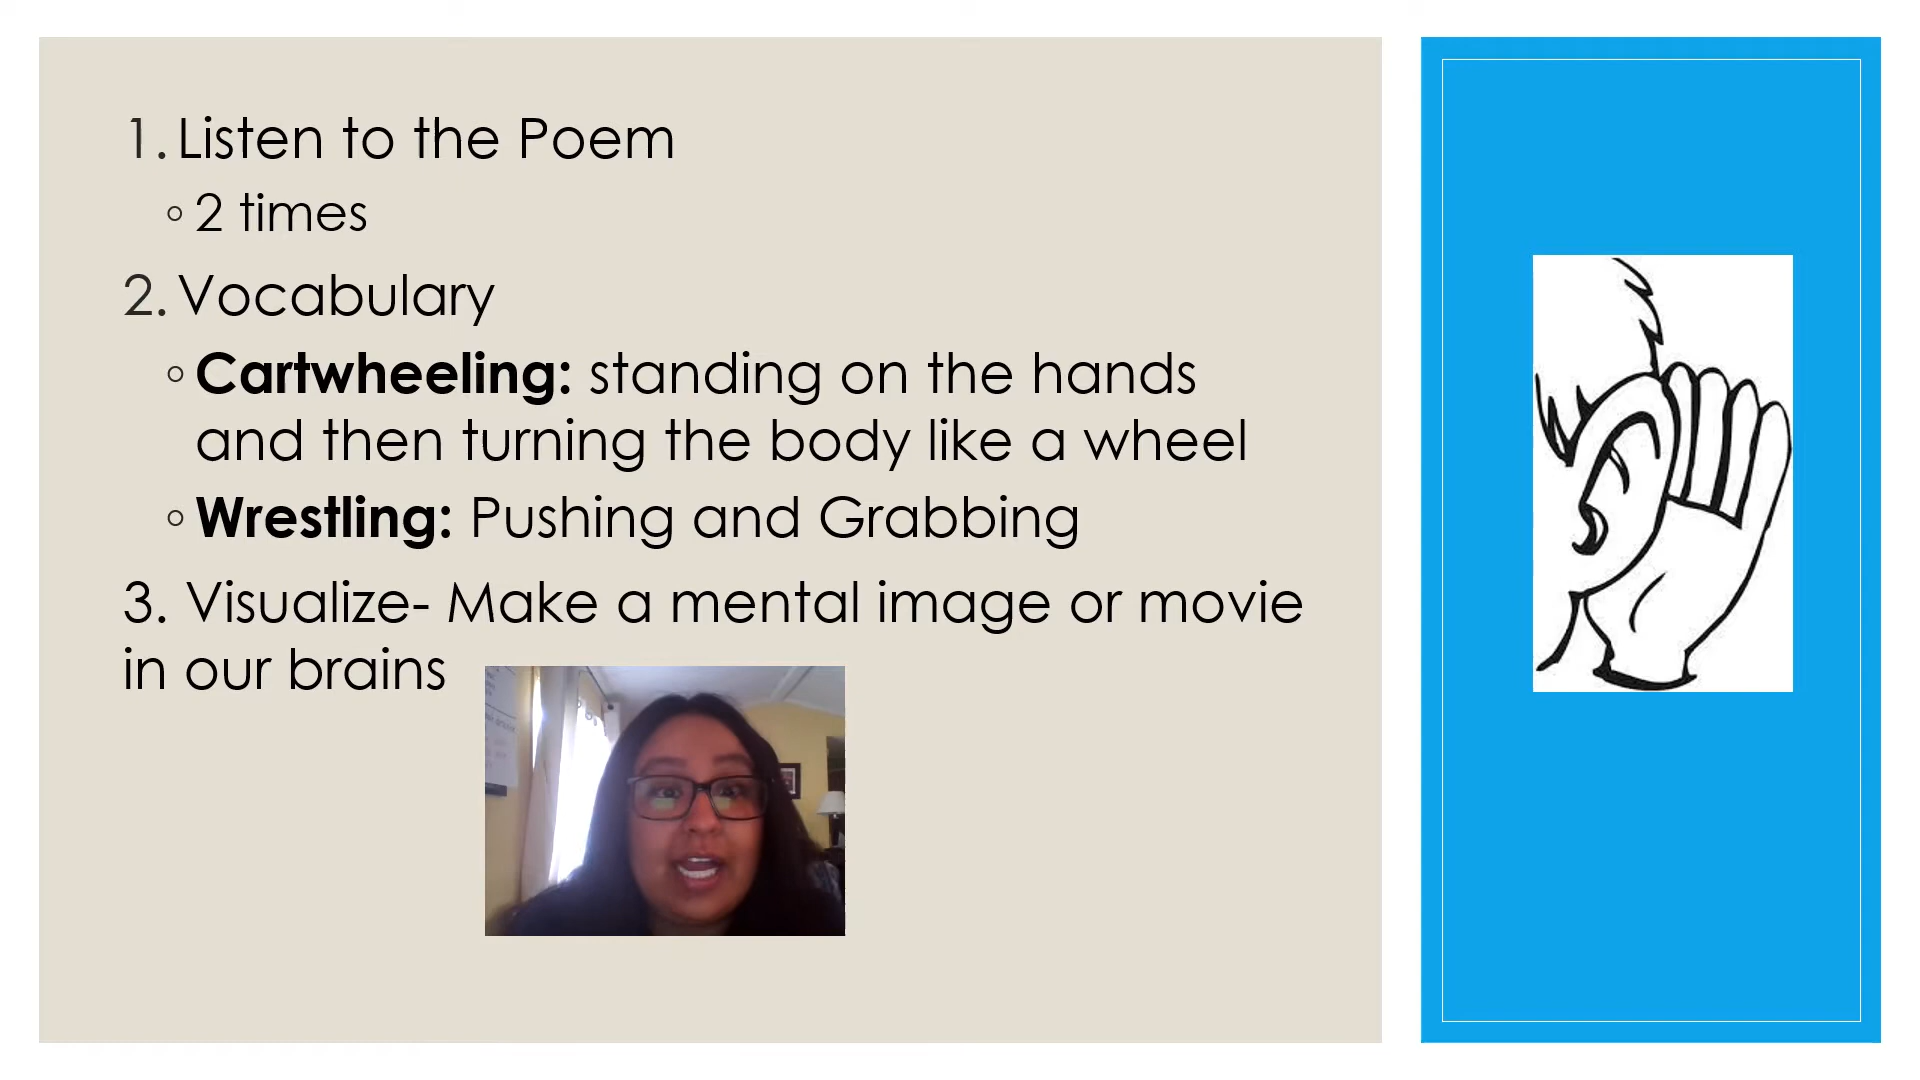 1. Listen to the Poem
◦ 2 times
2. Vocabulary
◦ Cartwheeling: standing on the hands
and then turning the body like a wheel
◦ Wrestling: Pushing and Grabbing
3. Visualize- Make a mental image or movie
in our brains